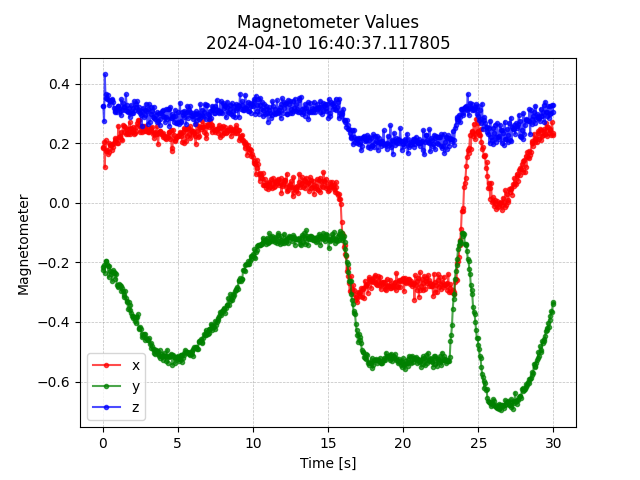 Magnetometer Values
2024-04-10 16:40:37.117805
Magnetometer
0.4
0.2
0.0
−0.2
−0.4
−0.6
x
y
z
0 5 10 15 20 25 30
Time [s]